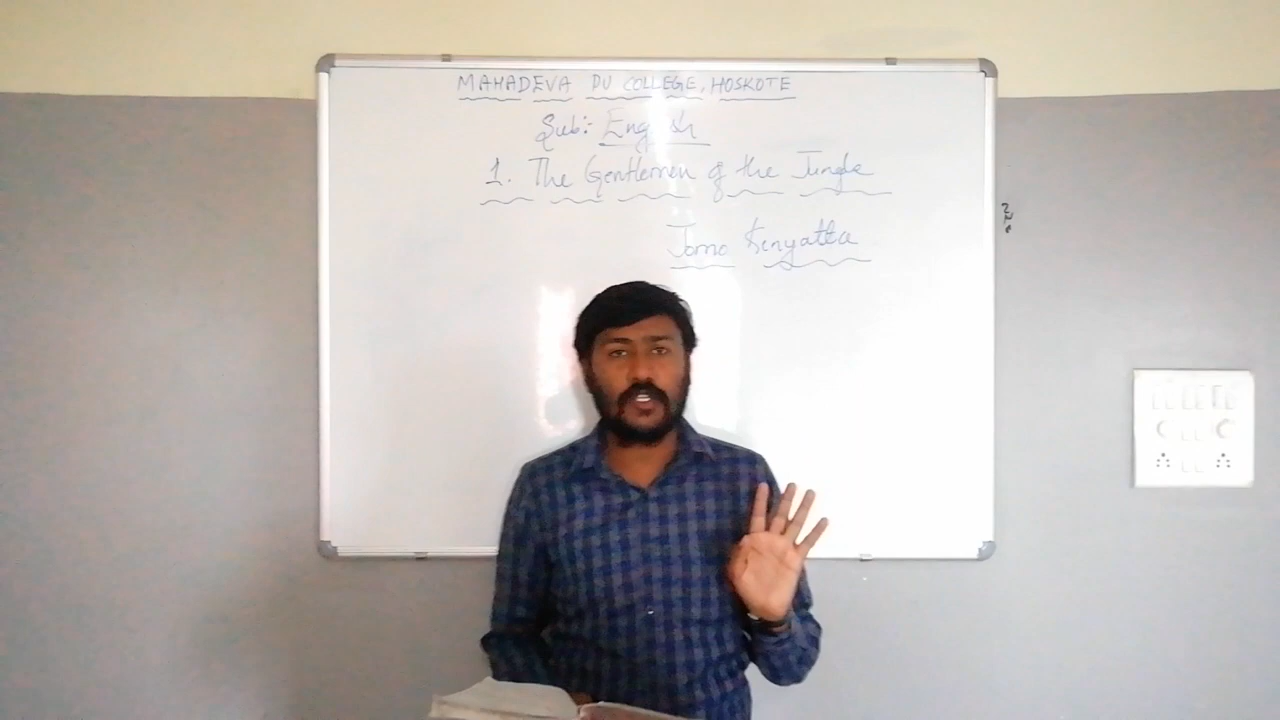 MAHADEVA PU COLLEGE, HOSKOTE
Sub:- English
1. The Gentlemen of the Jungle
Jomo Kenyatta